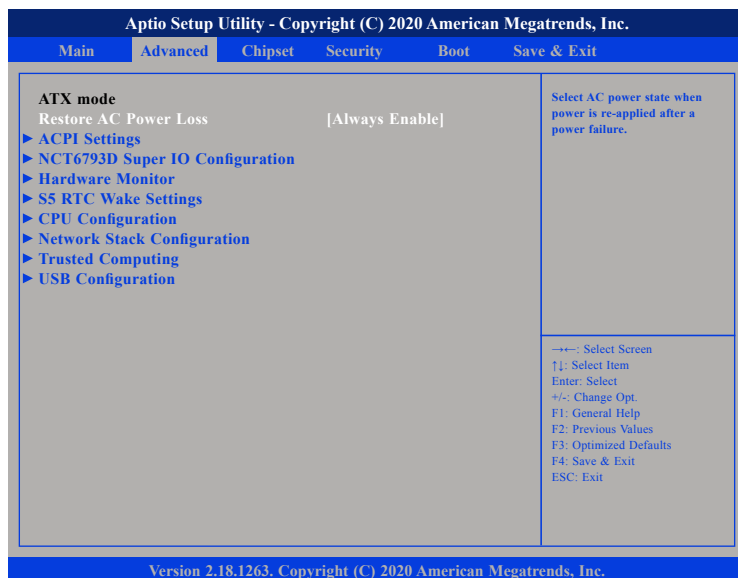 Aptio Setup Utility - Copyright (C) 2020 American Megatrends, Inc.
Main Advanced Chipset Security Boot Save & Exit
ATX mode
Restore AC Power Loss [Always Enable]
► ACPI Settings
► NCT6793D Super IO Configuration
► Hardware Monitor
► S5 RTC Wake Settings
► CPU Configuration
► Network Stack Configuration
► Trusted Computing
► USB Configuration
Select AC power state when
power is re-applied after a
power failure.
→←: Select Screen
↑↓: Select Item
Enter: Select
+/-: Change Opt.
F1: General Help
F2: Previous Values
F3: Optimized Defaults
F4: Save & Exit
ESC: Exit
Version 2.18.1263. Copyright (C) 2020 American Megatrends, Inc.